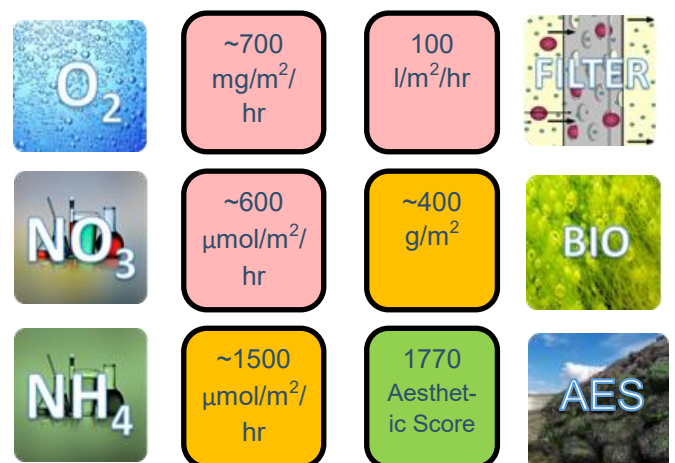 O2
~700
mg/m²/
hr
100
l/m²/hr
FILTER
NO3
~600
µmol/m²/
hr
~400
g/m²
BIO
NH4
~1500
µmol/m²/
hr
1770
Aesthet-
ic Score
AES